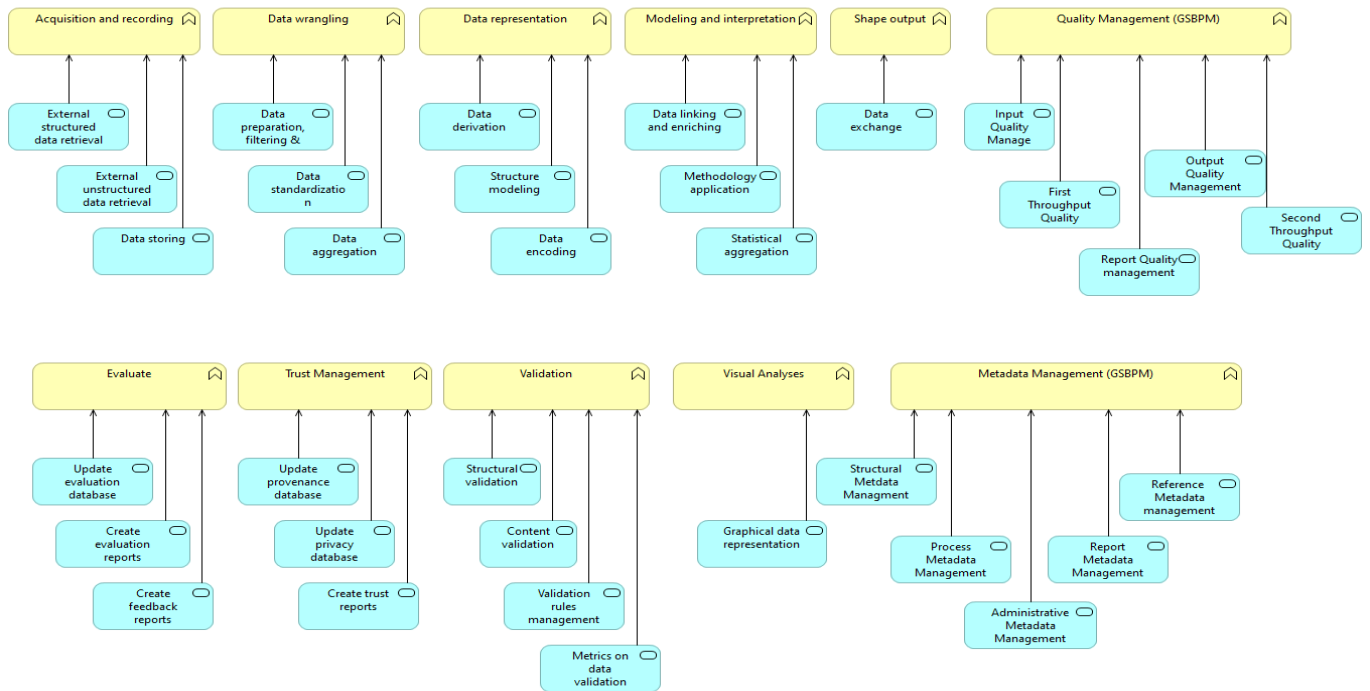 Acquisition and recording
Data wrangling
Data representation
Modeling and interpretation
Shape output
Quality Management (GSBPM)
External
structured
data retrieval
External
unstructured
data retrieval
Data storing
Data
preparation,
filtering &
Data
standardizatio
n
Data
aggregation
Data
derivation
Structure
modeling
Data
encoding
Data linking
and enriching
Methodology
application
Statistical
aggregation
Data
exchange
Input
Quality
Manage
First
Throughput
Quality
Report Quality
management
Output
Quality
Management
Second
Throughput
Quality
Evaluate
Trust Management
Validation
Visual Analyses
Metadata Management (GSBPM)
Update
evaluation
database
Create
evaluation
reports
Create
feedback
reports
Update
provenance
database
Update
privacy
database
Create trust
reports
Structural
validation
Content
validation
Validation
rules
management
Metrics on
data
validation
Graphical data
representation
Structural
Metdata
Managment
Process
Metadata
Management
Administrative
Metadata
Management
Report
Metadata
Management
Reference
Metadata
management